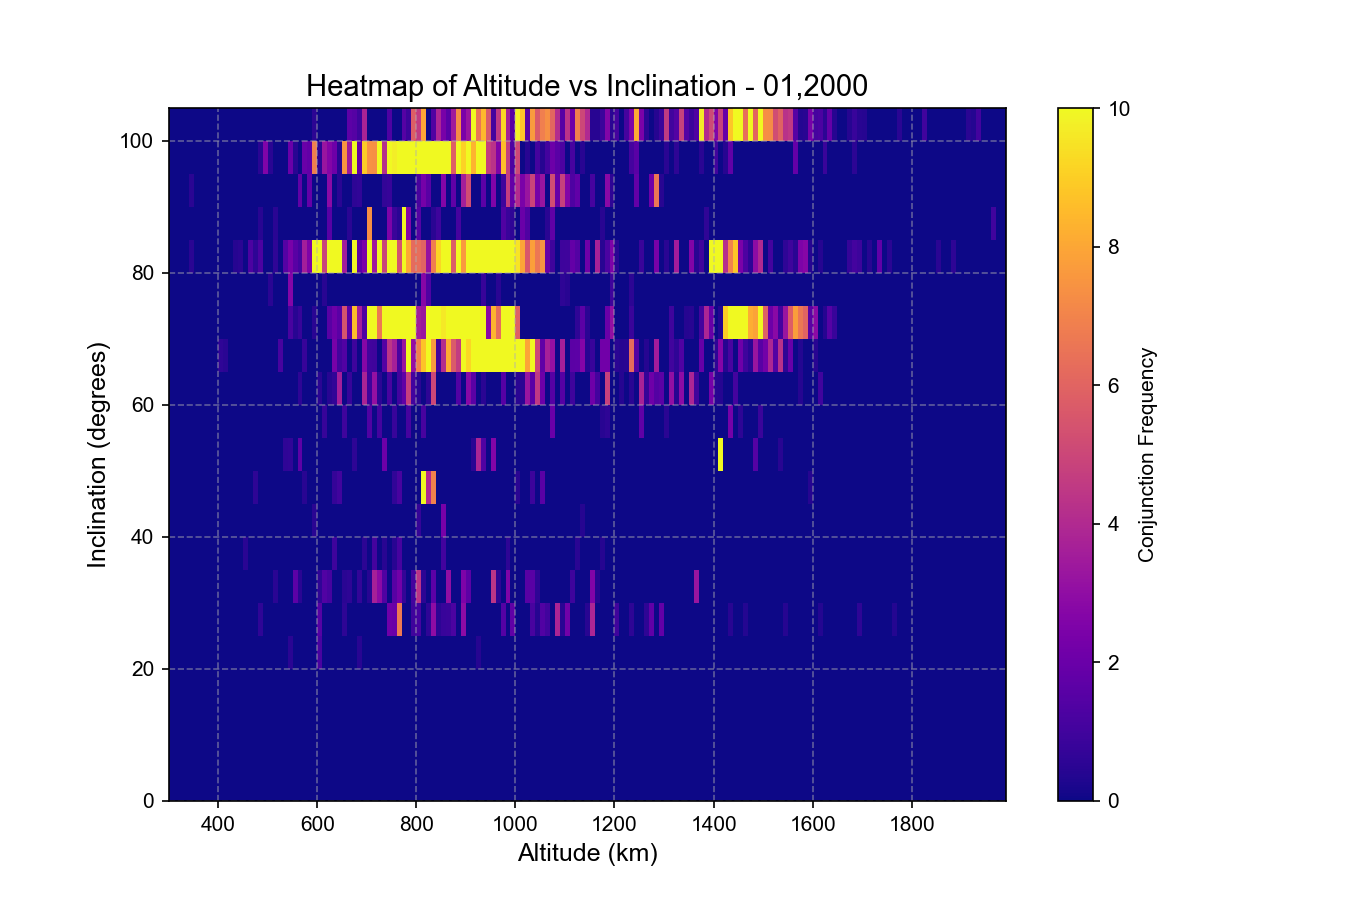 Heatmap of Altitude vs Inclination - 01,2000
100
80
60
40
20
0
Inclination (degrees)
400 600 800 1000 1200 1400 1600 1800
Altitude (km)
10
8
6
4
2
0
Conjunction Frequency